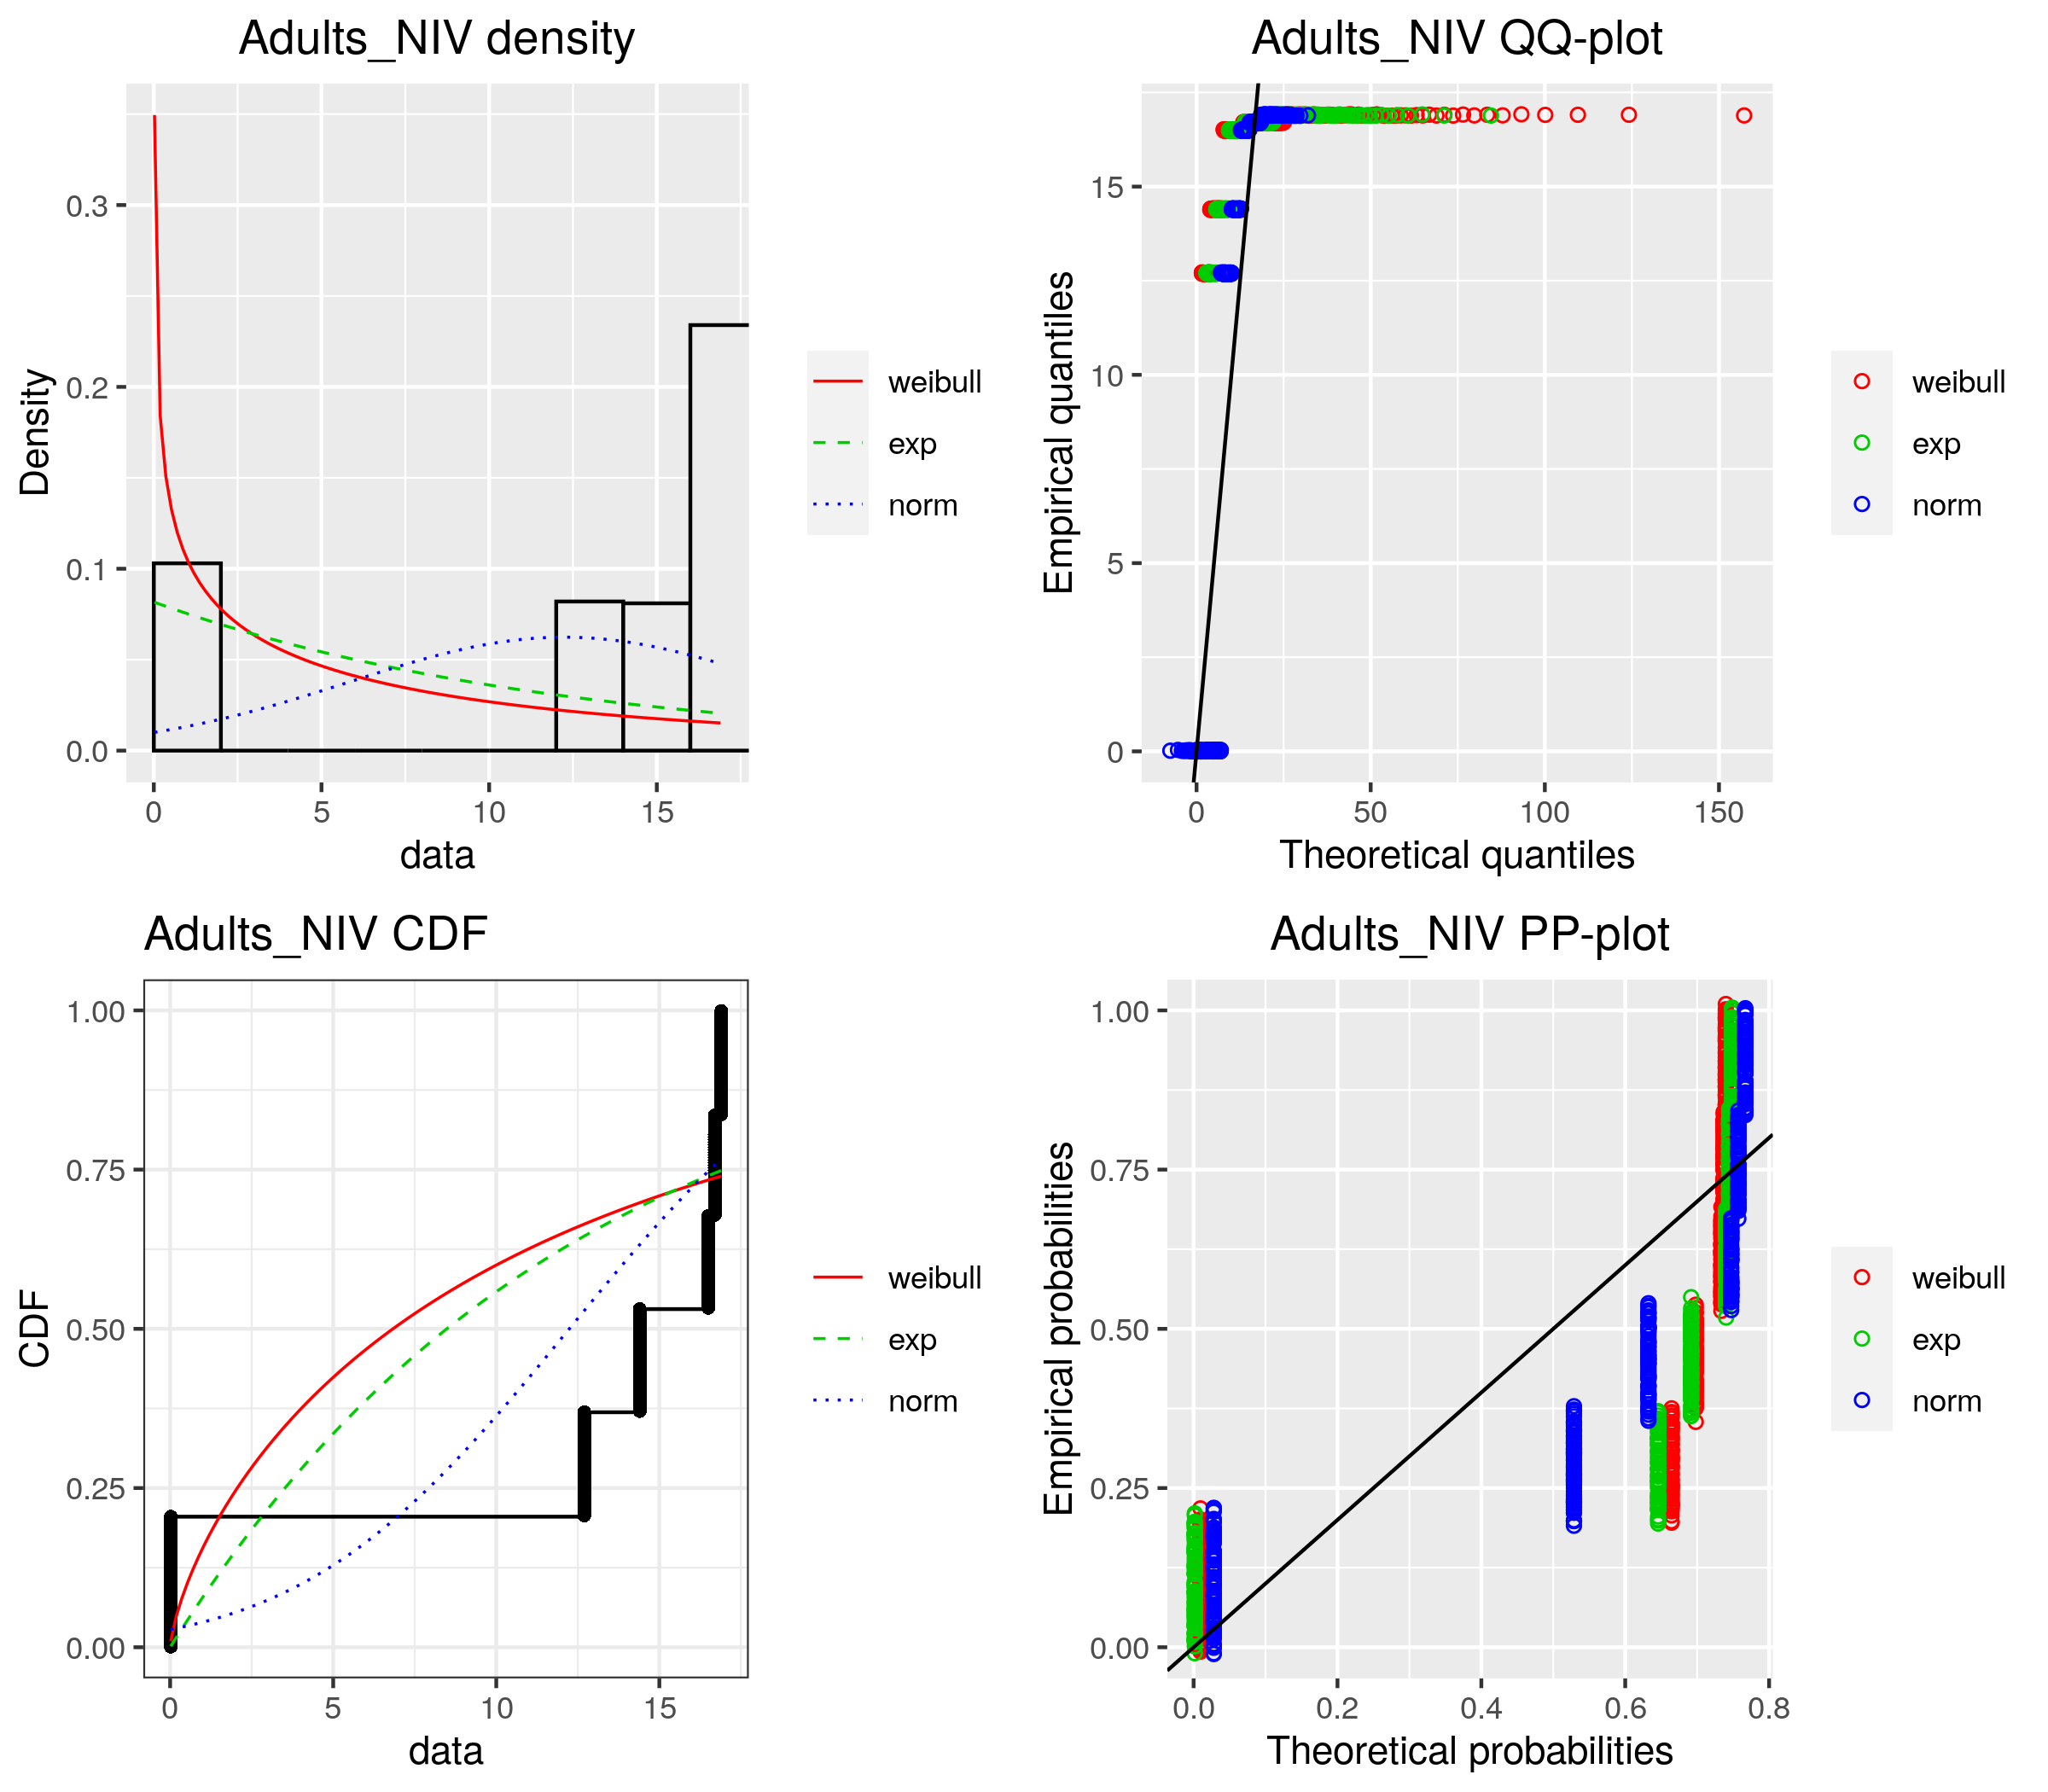 Adults_NIV density
Density
0.3
0.2
0.1
0.0
0 5 10 15
data
weibull
exp
norm
Adults_NIV QQ-plot
Empirical quantiles
15
10
5
0
0 50 100 150
Theoretical quantiles
weibull
exp
norm
Adults_NIV CDF
CDF
1.00
0.75
0.50
0.25
0.00
0 5 10 15
data
weibull
exp
norm
Adults_NIV PP-plot
Empirical probabilities
1.00
0.75
0.50
0.25
0.00
0.0 0.2 0.4 0.6 0.8
Theoretical probabilities
weibull
exp
norm